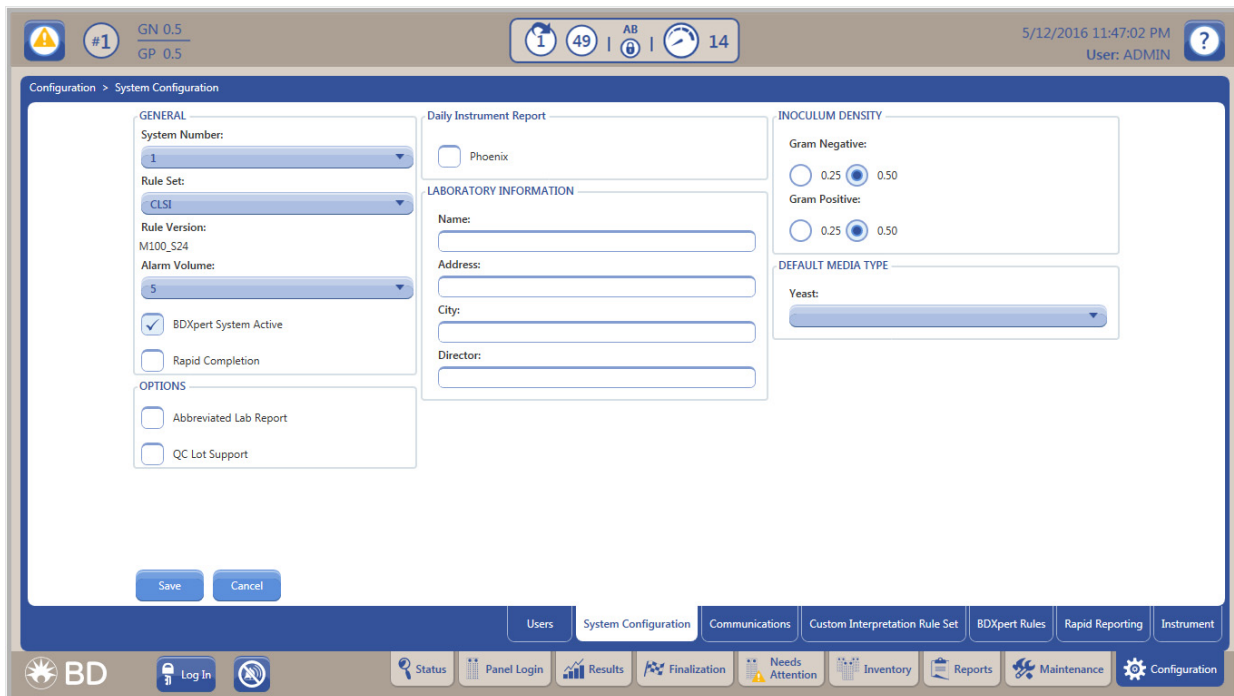 #1
GN 0.5
GP 0.5
1 49 | AB | 14
5/12/2016 11:47:02 PM
User: ADMIN
?
Configuration > System Configuration
GENERAL
System Number:
1
Rule Set:
CLSI
Rule Version:
M100_S24
Alarm Volume:
5
BDXpert System Active
Rapid Completion
OPTIONS
Abbreviated Lab Report
QC Lot Support
Daily Instrument Report
Phoenix
LABORATORY INFORMATION
Name:
Address:
City:
Director:
INOCULUM DENSITY
Gram Negative:
0.25 0.50
Gram Positive:
0.25 0.50
DEFAULT MEDIA TYPE
Yeast:
Save Cancel
Users System Configuration Communications Custom Interpretation Rule Set BDXpert Rules Rapid Reporting Instrument
BD Log In Status Panel Login Results Finalization Needs Attention Inventory Reports Maintenance Configuration